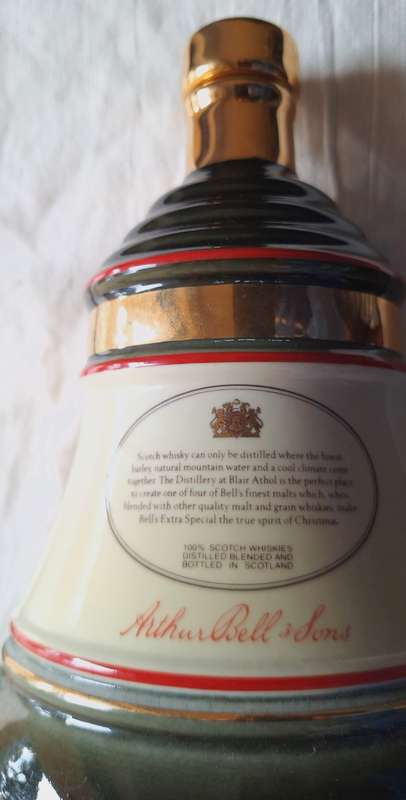 Scotch whisky can only be distilled where the finest
barley, natural mountain water and a cool climate come
together. The Distillery at Blair Athol is the perfect place
to create one of four of Bell's finest malts which, when
blended with other quality malt and grain whiskies, make
Bell's Extra Special the true spirit of Christmas.
100% SCOTCH WHISKIES
DISTILLED BLENDED AND
BOTTLED IN SCOTLAND
Arthur Bell & Sons